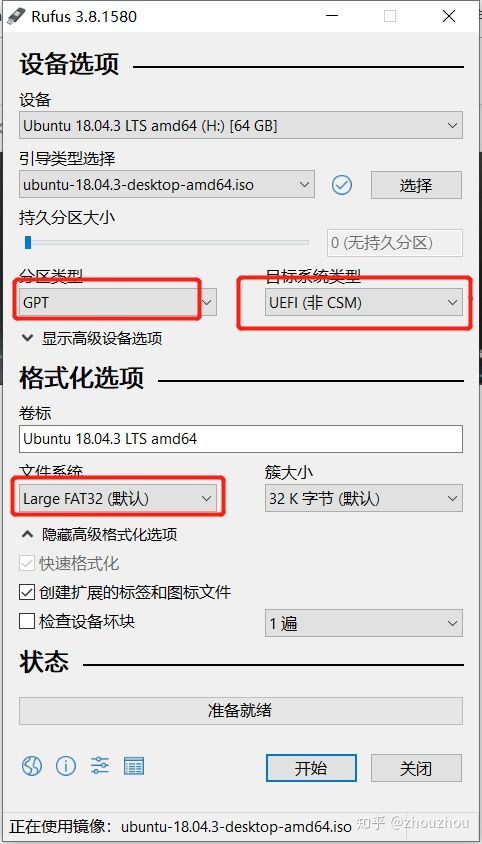 Rufus 3.8.1580
设备选项
设备
Ubuntu 18.04.3 LTS amd64 (H:) [64 GB]
引导类型选择
ubuntu-18.04.3-desktop-amd64.iso
选择
持久分区大小
0 (无持久分区)
分区类型
目标系统类型
GPT
UEFI (非 CSM)
显示高级设备选项
格式化选项
卷标
Ubuntu 18.04.3 LTS amd64
文件系统
簇大小
Large FAT32 (默认)
32 K 字节 (默认)
隐藏高级格式化选项
快速格式化
创建扩展的标签和图标文件
检查设备坏块
1 遍
状态
准备就绪
开始
关闭
正在使用镜像：ubuntu-18.04.3-desktop-amd64.iso
知乎 @zhouzhou